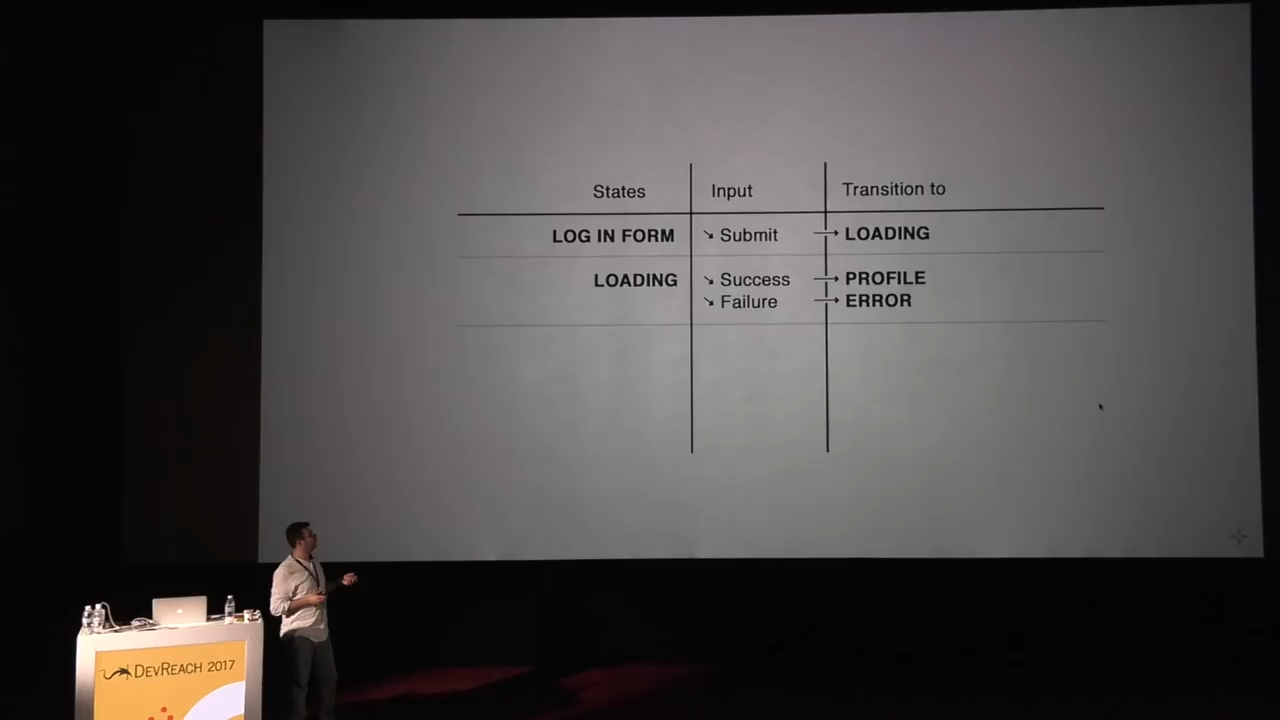 States Input Transition to
LOG IN FORM ↘ Submit → LOADING
LOADING ↘ Success → PROFILE
↘ Failure → ERROR
DEVREACH 2017